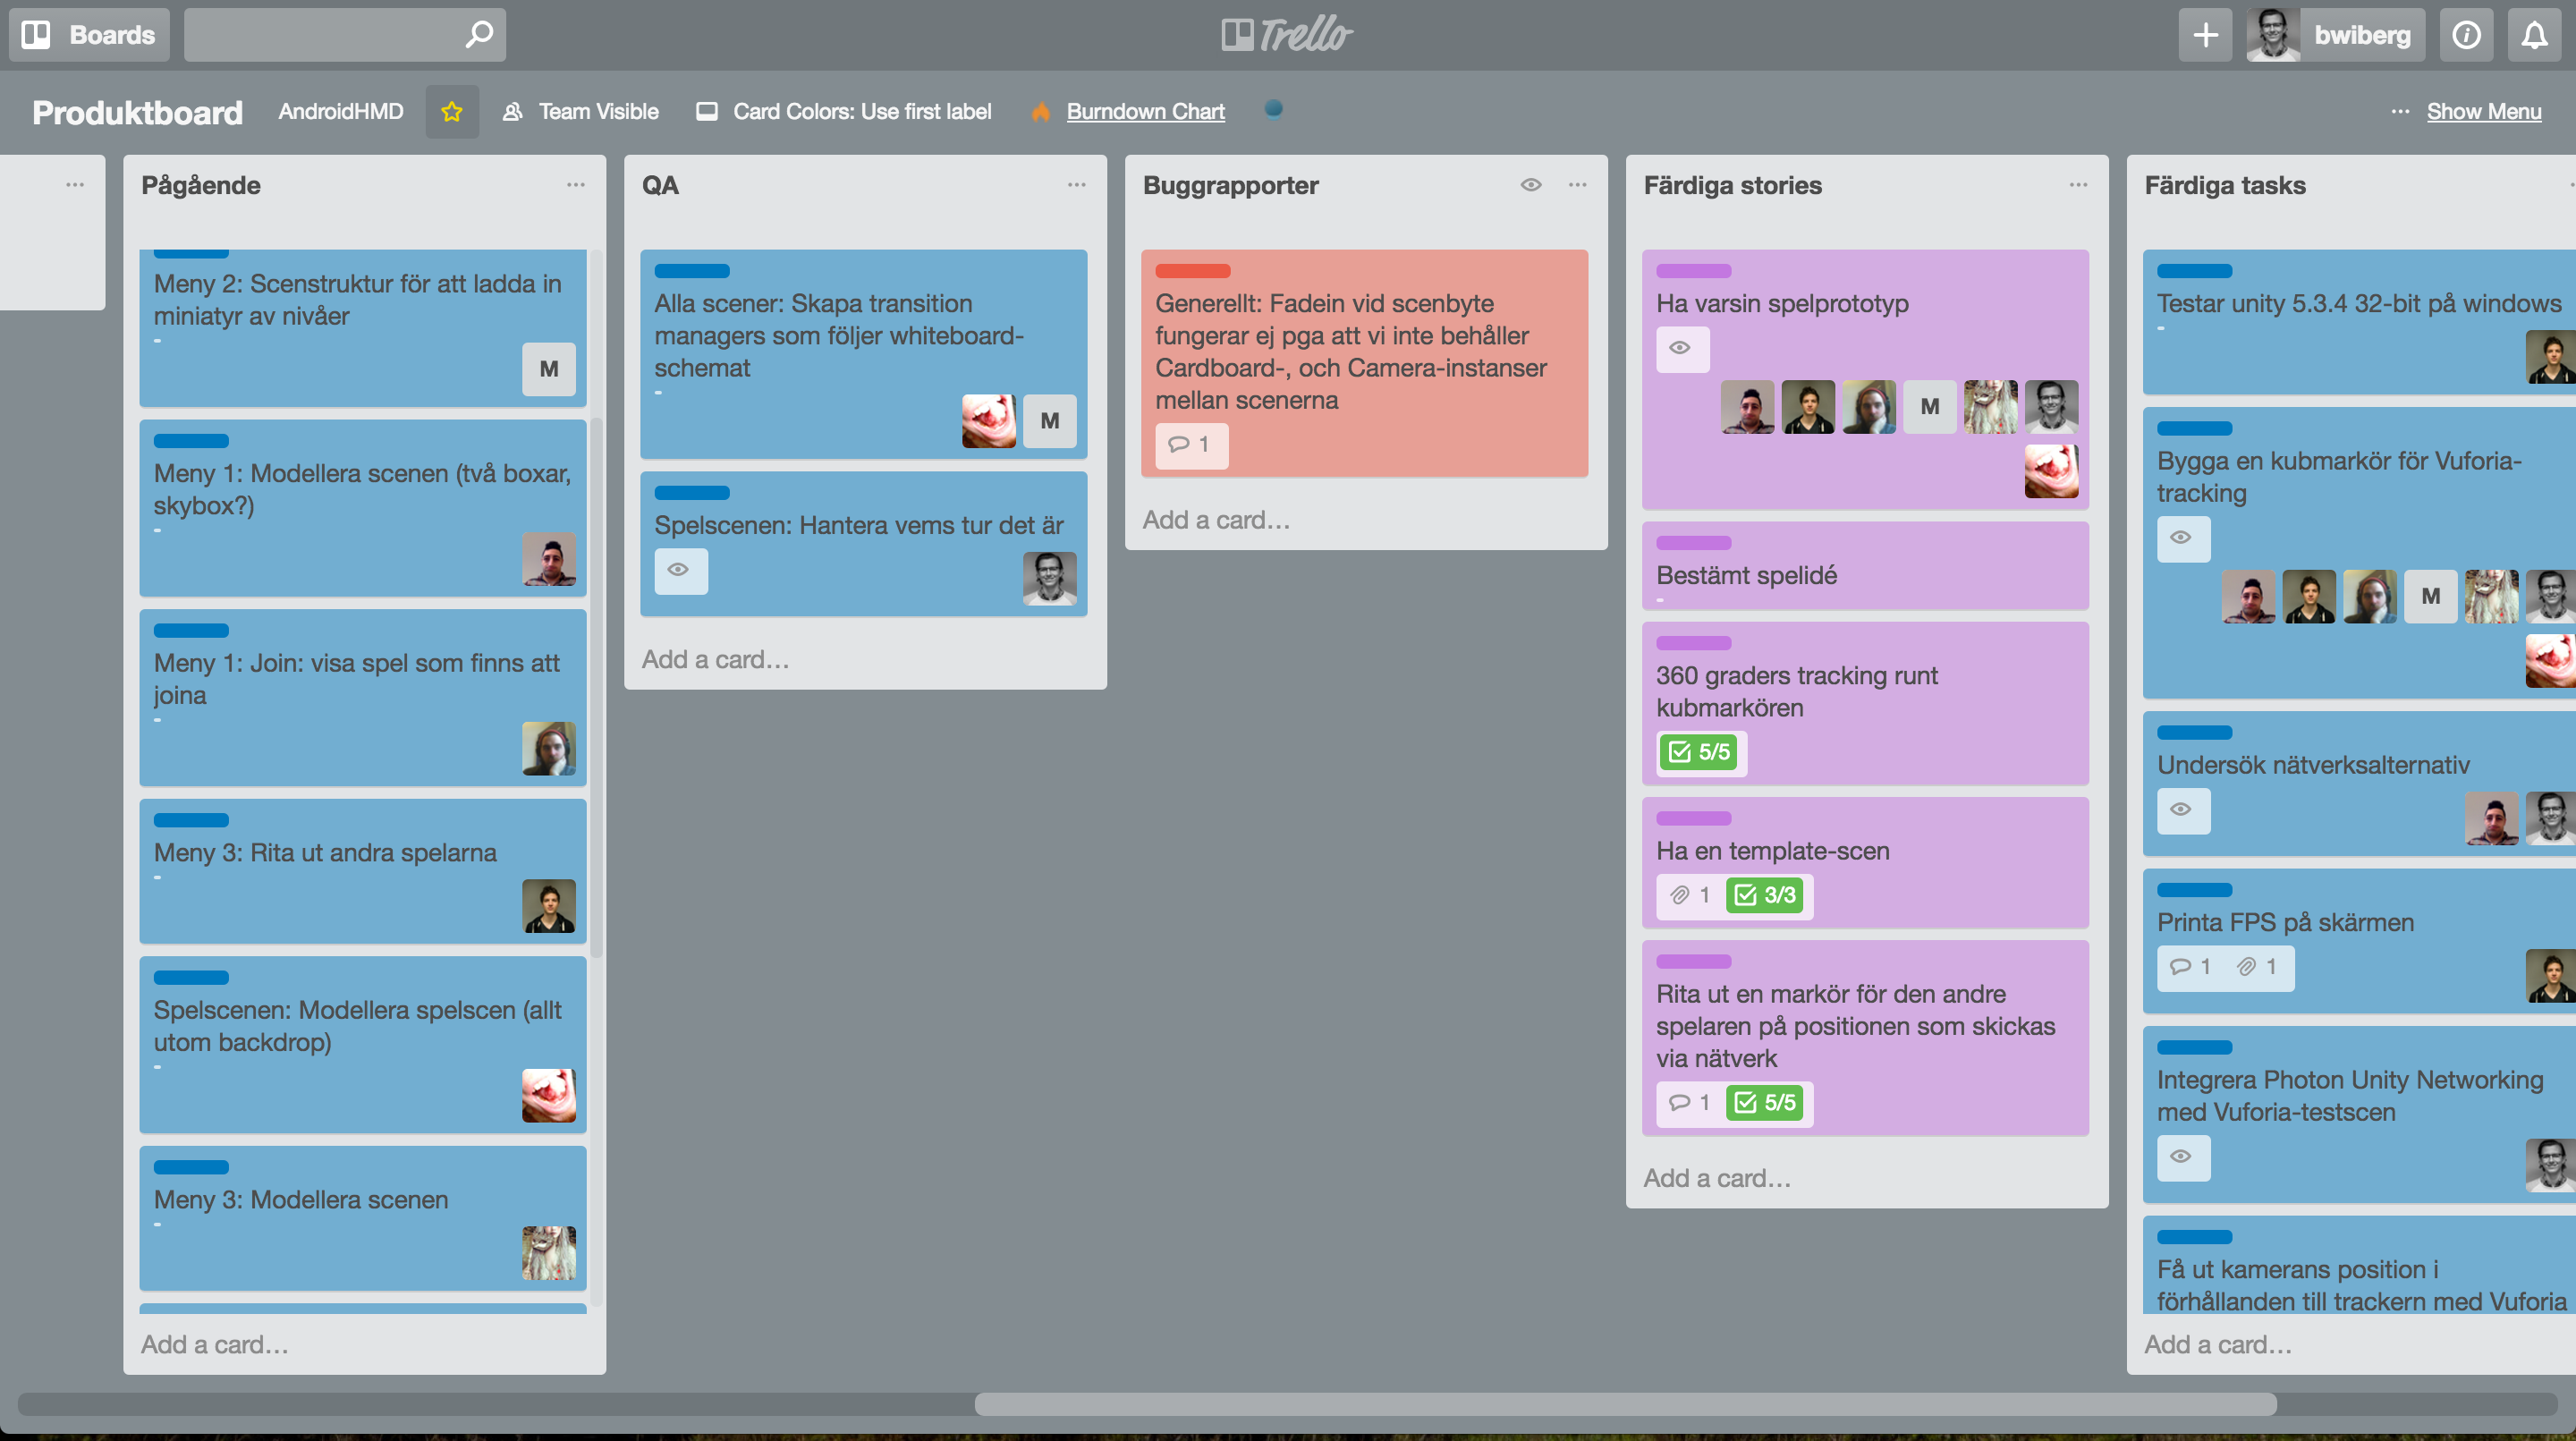 Boards
Trello
bwiberg
Produktboard
AndroidHMD
Team Visible
Card Colors: Use first label
Burndown Chart
Show Menu
Pågående
Meny 2: Scenstruktur för att ladda in
miniatyr av nivåer
M
Meny 1: Modellera scenen (två boxar,
skybox?)
Meny 1: Join: visa spel som finns att
joina
Meny 3: Rita ut andra spelarna
Spelscenen: Modellera spelscen (allt
utom backdrop)
Meny 3: Modellera scenen
Add a card…
QA
Alla scener: Skapa transition
managers som följer whiteboard-
schemat
M
Spelscenen: Hantera vems tur det är
Add a card…
Buggrapporter
Generellt: Fadein vid scenbyte
fungerar ej pga att vi inte behåller
Cardboard-, och Camera-instanser
mellan scenerna
1
Add a card…
Färdiga stories
Ha varsin spelprototyp
M
Bestämt spelidé
360 graders tracking runt
kubmarkören
5/5
Ha en template-scen
1 3/3
Rita ut en markör för den andre
spelaren på positionen som skickas
via nätverk
1 5/5
Add a card…
Färdiga tasks
Testar unity 5.3.4 32-bit på windows
Bygga en kubmarkör för Vuforia-
tracking
M
Undersök nätverksalternativ
Printa FPS på skärmen
1 1
Integrera Photon Unity Networking
med Vuforia-testscen
Få ut kamerans position i
förhållanden till trackern med Vuforia
Add a card…